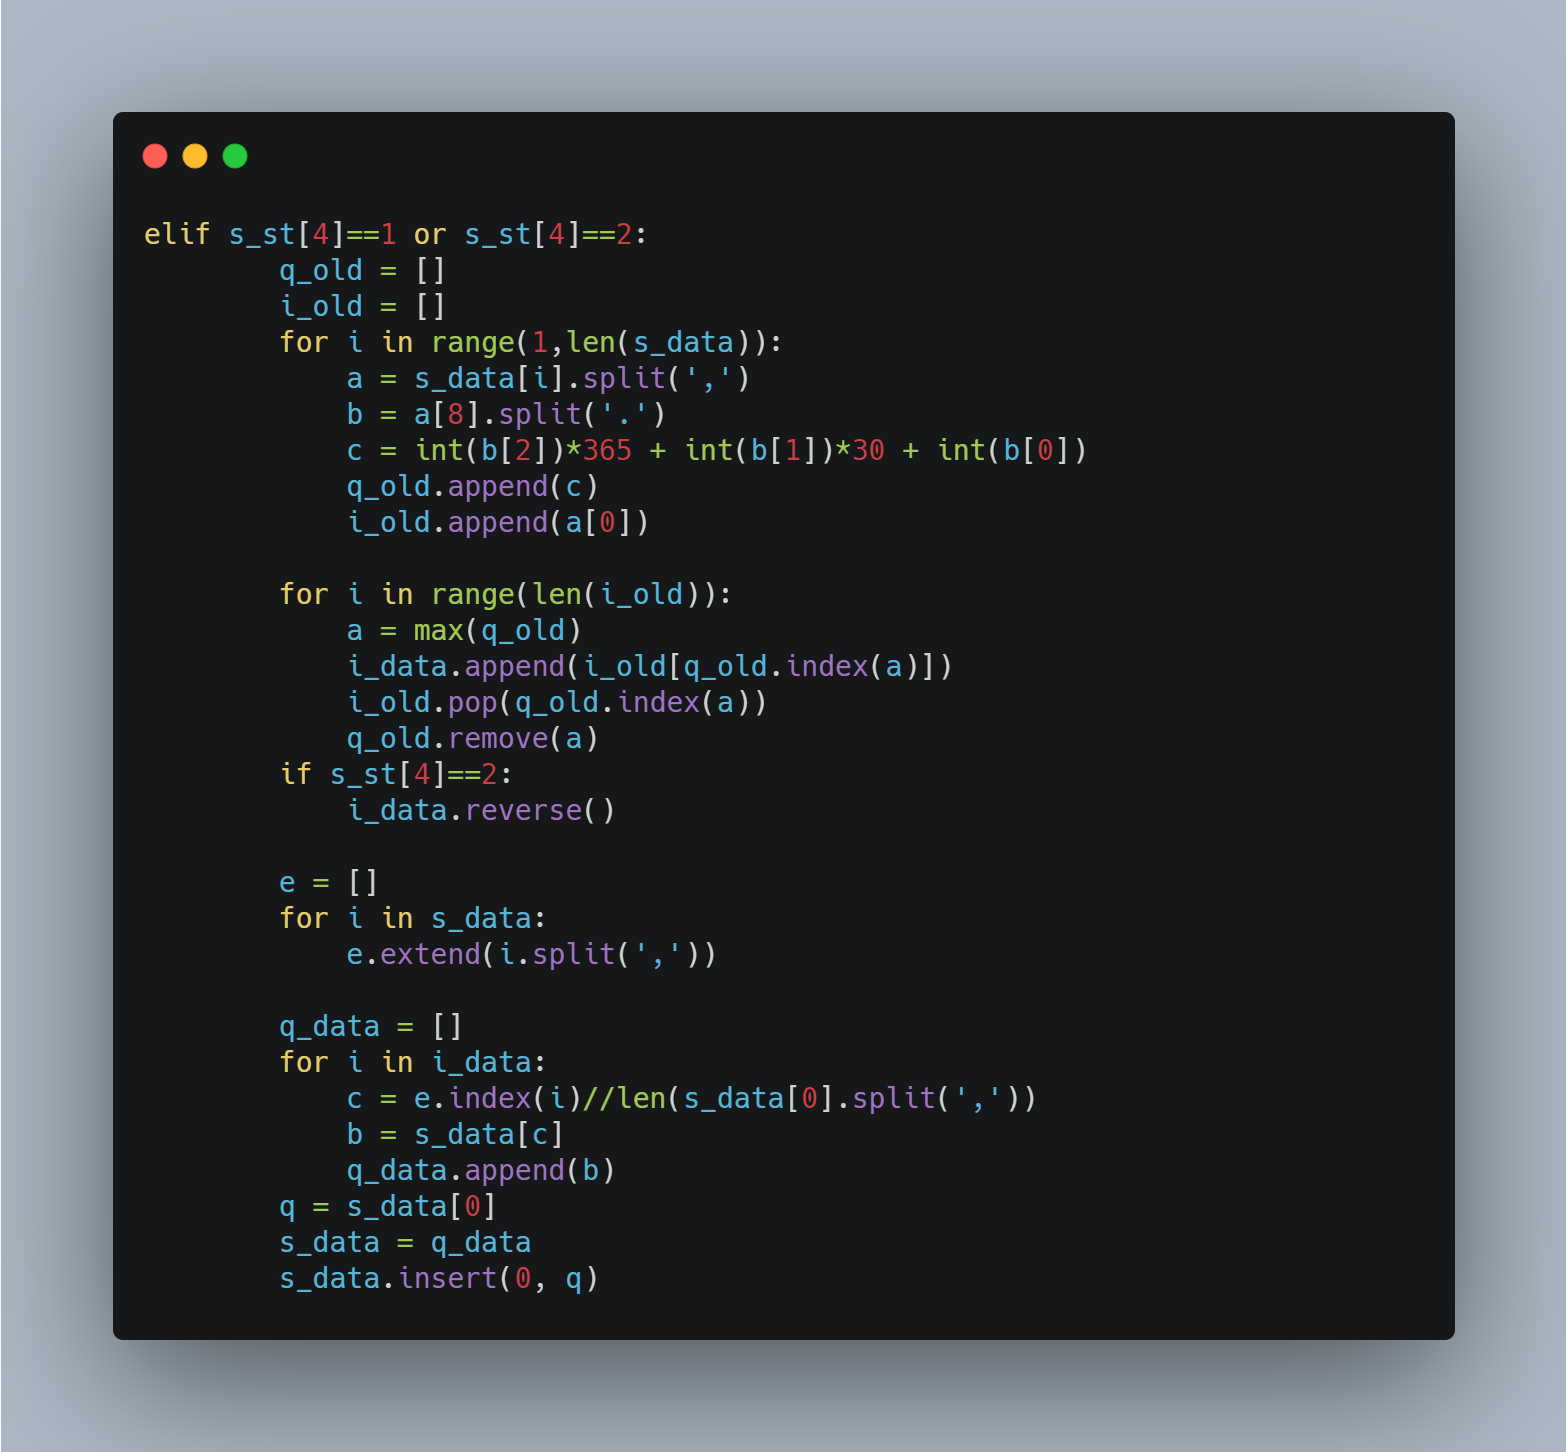 elif s_st[4]==1 or s_st[4]==2:
        q_old = []
        i_old = []
        for i in range(1,len(s_data)):
            a = s_data[i].split(',')
            b = a[8].split('.')
            c = int(b[2])*365 + int(b[1])*30 + int(b[0])
            q_old.append(c)
            i_old.append(a[0])

        for i in range(len(i_old)):
            a = max(q_old)
            i_data.append(i_old[q_old.index(a)])
            i_old.pop(q_old.index(a))
            q_old.remove(a)
        if s_st[4]==2:
            i_data.reverse()

        e = []
        for i in s_data:
            e.extend(i.split(','))

        q_data = []
        for i in i_data:
            c = e.index(i)//len(s_data[0].split(','))
            b = s_data[c]
            q_data.append(b)
        q = s_data[0]
        s_data = q_data
        s_data.insert(0, q)